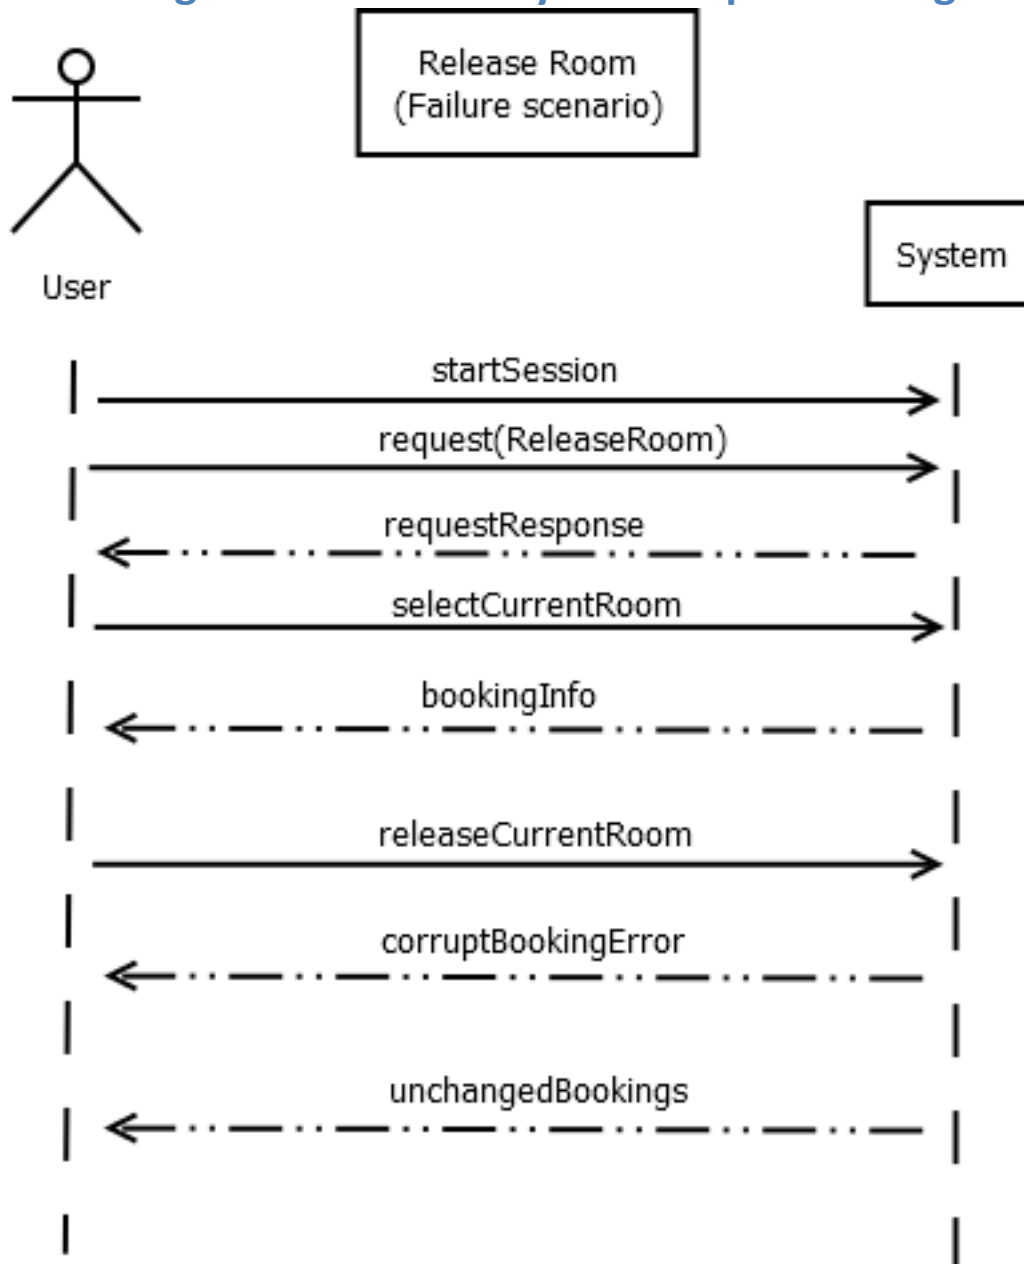 Release Room
(Failure scenario)
System
User
startSession
request(ReleaseRoom)
requestResponse
selectCurrentRoom
bookingInfo
releaseCurrentRoom
corruptBookingError
unchangedBookings